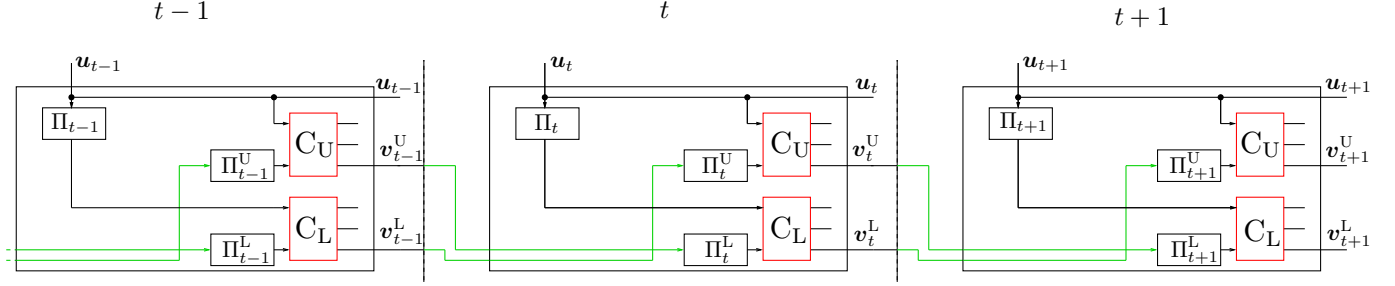 t − 1 t t + 1
u_{t−1} u_t u_{t+1}
u_{t−1} u_t u_{t+1}
Π_{t−1} Π_t Π_{t+1}
C_U C_U C_U
v^U_{t−1} v^U_t v^U_{t+1}
Π^U_{t−1} Π^U_t Π^U_{t+1}
C_L C_L C_L
v^L_{t−1} v^L_t v^L_{t+1}
Π^L_{t−1} Π^L_t Π^L_{t+1}